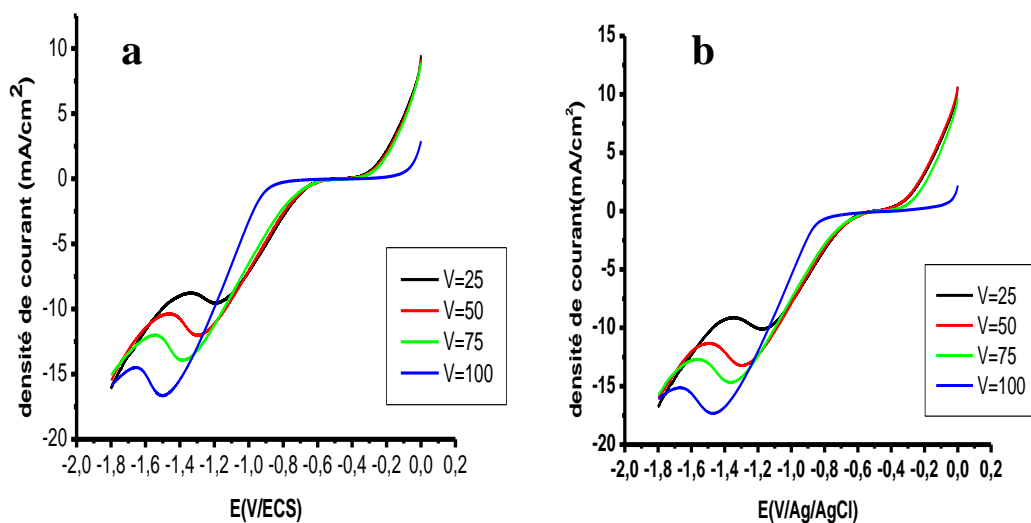 a
densité de courant (mA/cm²)
10
5
0
-5
-10
-15
-20
-2,0 -1,8 -1,6 -1,4 -1,2 -1,0 -0,8 -0,6 -0,4 -0,2 0,0 0,2
E(V/ECS)
V=25
V=50
V=75
V=100
b
densité de courant(mA/cm²)
15
10
5
0
-5
-10
-15
-20
-2,0 -1,8 -1,6 -1,4 -1,2 -1,0 -0,8 -0,6 -0,4 -0,2 0,0 0,2
E(V/Ag/AgCl)
V=25
V=50
V=75
V=100